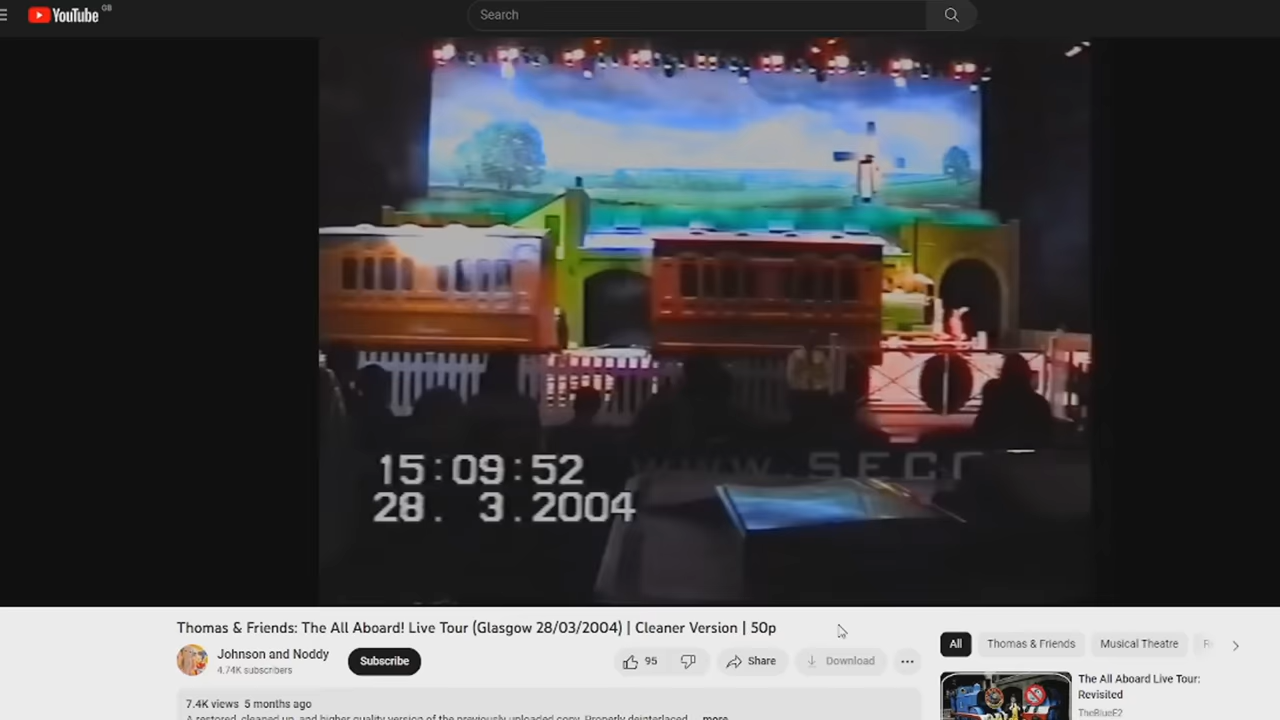 YouTube GB
Search
15:09:52
28. 3.2004
www.SEC
Thomas & Friends: The All Aboard! Live Tour (Glasgow 28/03/2004) | Cleaner Version | 50p
Johnson and Noddy
4.74K subscribers
Subscribe
95
Share
Download
All
Thomas & Friends
Musical Theatre
7.4K views 5 months ago
A restored, cleaned up, and higher quality version of the previously uploaded copy. Properly deinterlaced ...more
The All Aboard Live Tour:
Revisited
TheBlueE2